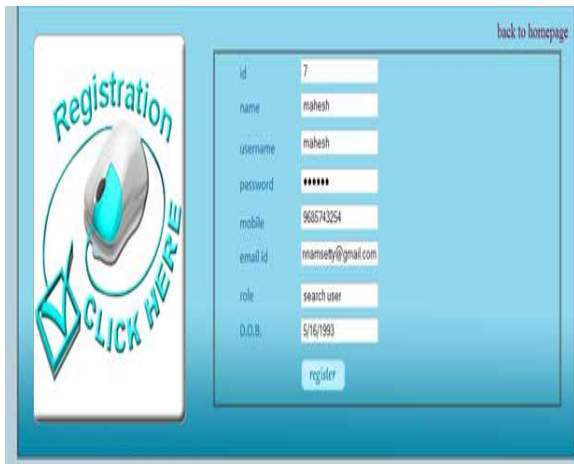 back to homepage
Registration
CLICK HERE
id 7
name mahesh
username mahesh
password ••••••
mobile 9685743254
email id nnamsetty@gmail.com
role search user
D.O.B. 5/16/1993
register